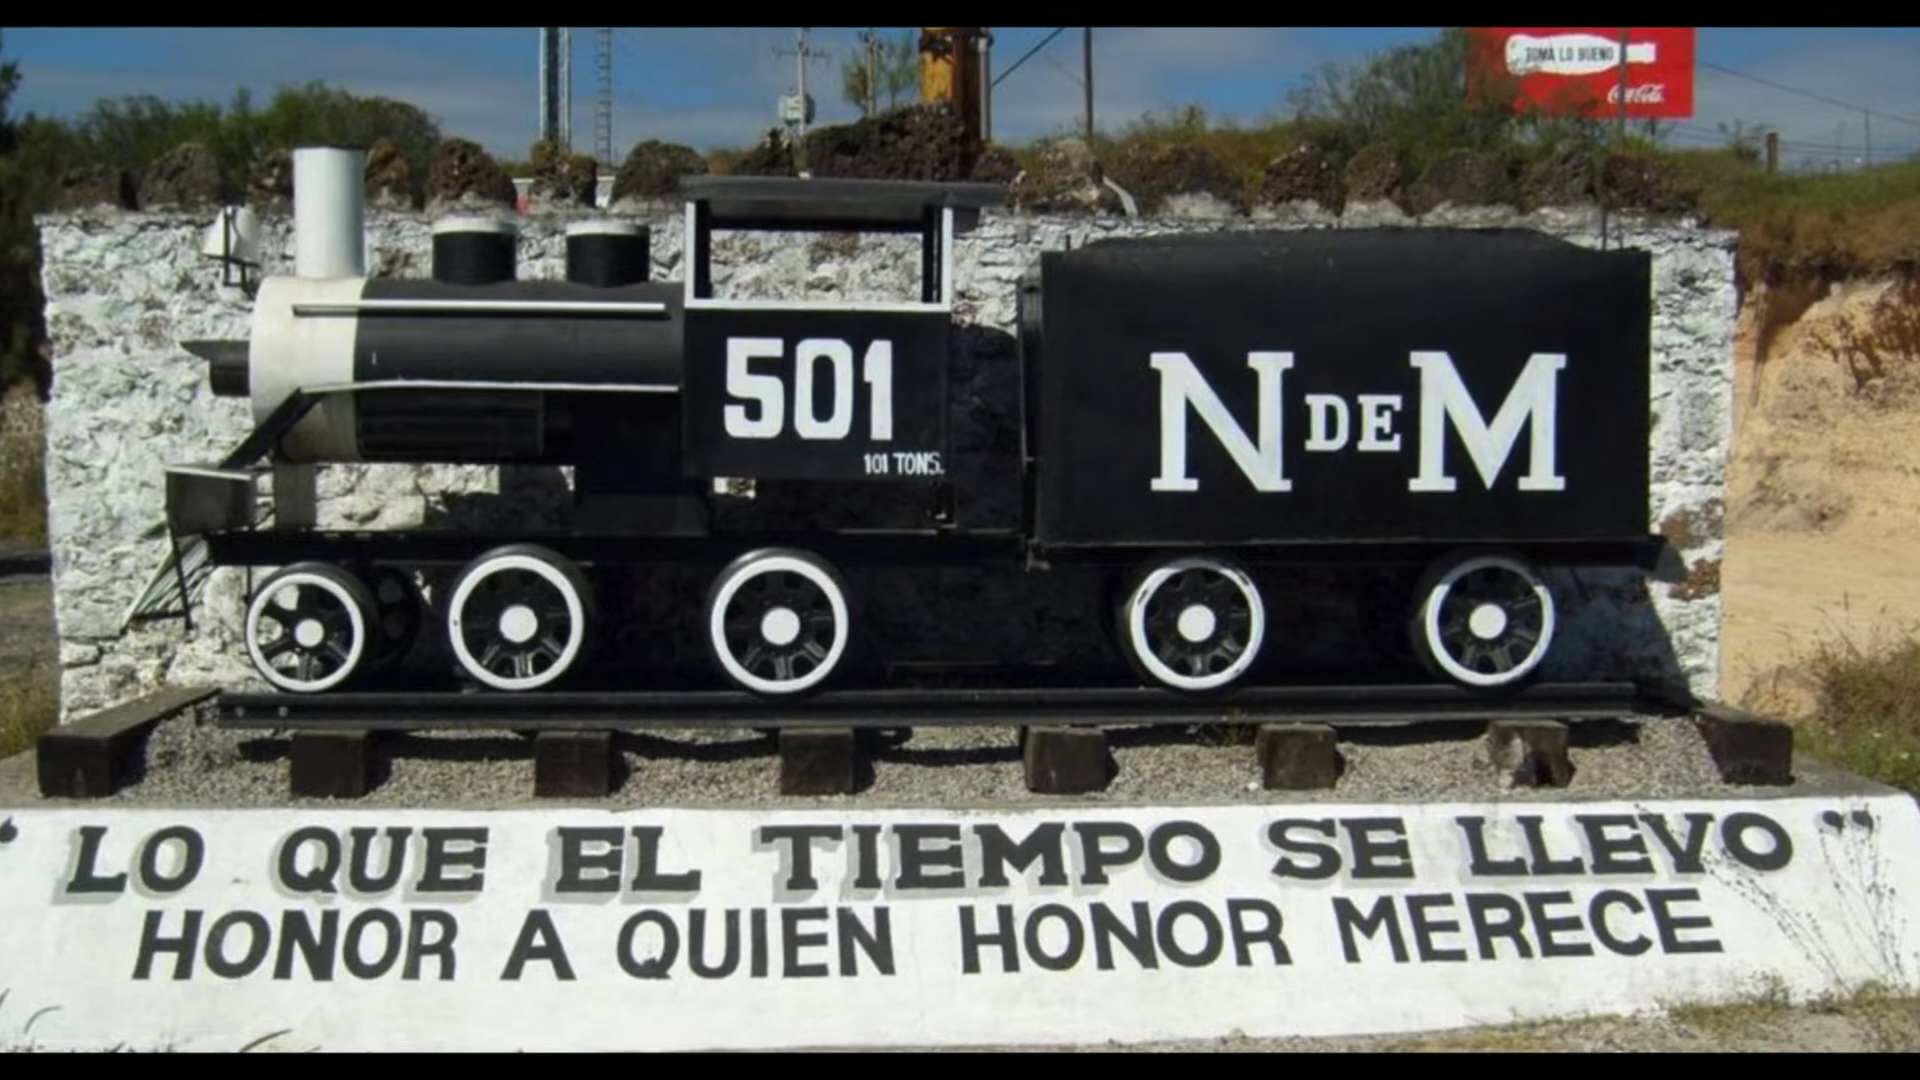 TOMA LO BUENO
Coca-Cola
501
101 TONS.
N DE M
"LO QUE EL TIEMPO SE LLEVO"
HONOR A QUIEN HONOR MERECE